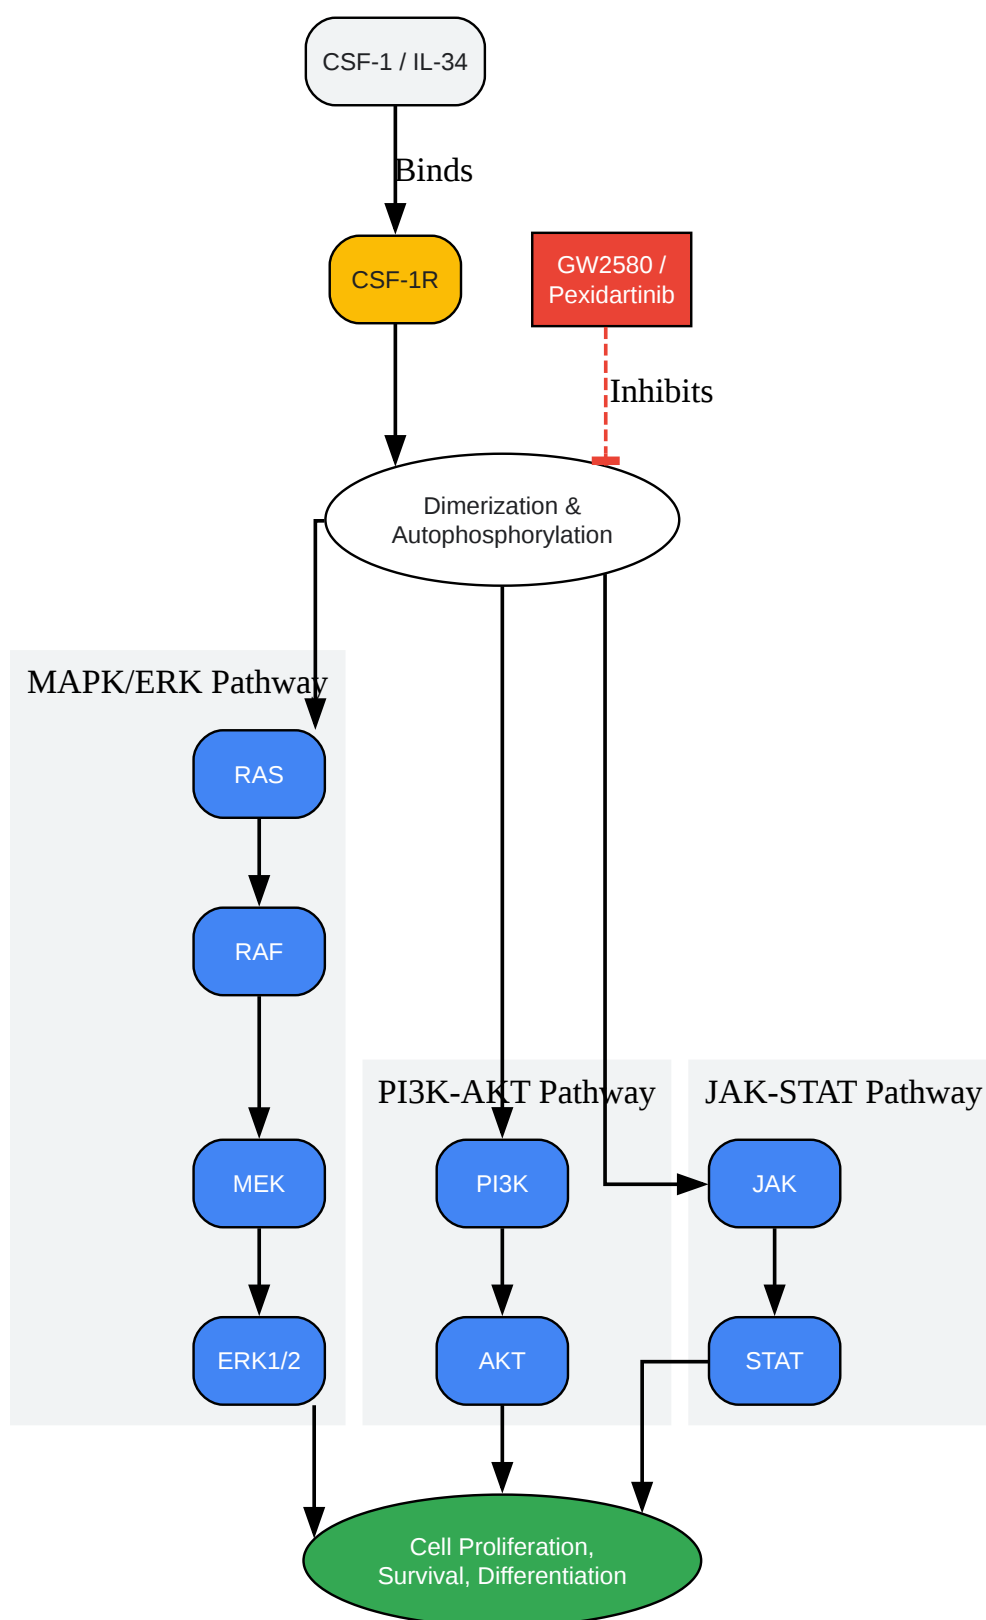 CSF-1 / IL-34
Binds
CSF-1R
GW2580 /
Pexidartinib
Inhibits
Dimerization &
Autophosphorylation
MAPK/ERK Pathway
RAS
RAF
MEK
ERK1/2
PI3K-AKT Pathway
PI3K
AKT
JAK-STAT Pathway
JAK
STAT
Cell Proliferation,
Survival, Differentiation